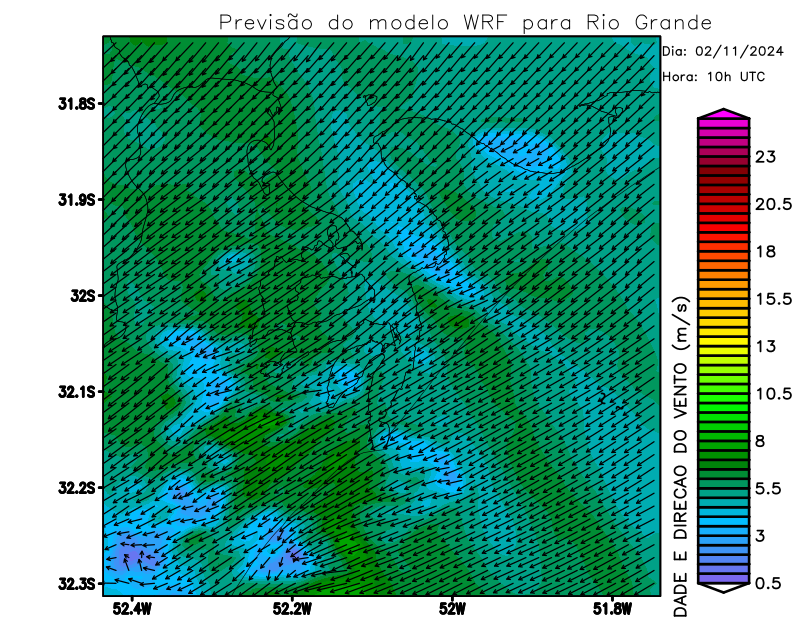 Previsão do modelo WRF para Rio Grande
Dia: 02/11/2024
Hora: 10h UTC
31.8S
31.9S
32S
32.1S
32.2S
32.3S
52.4W
52.2W
52W
51.8W
DADE E DIRECAO DO VENTO (m/s)
23
20.5
18
15.5
13
10.5
8
5.5
3
0.5